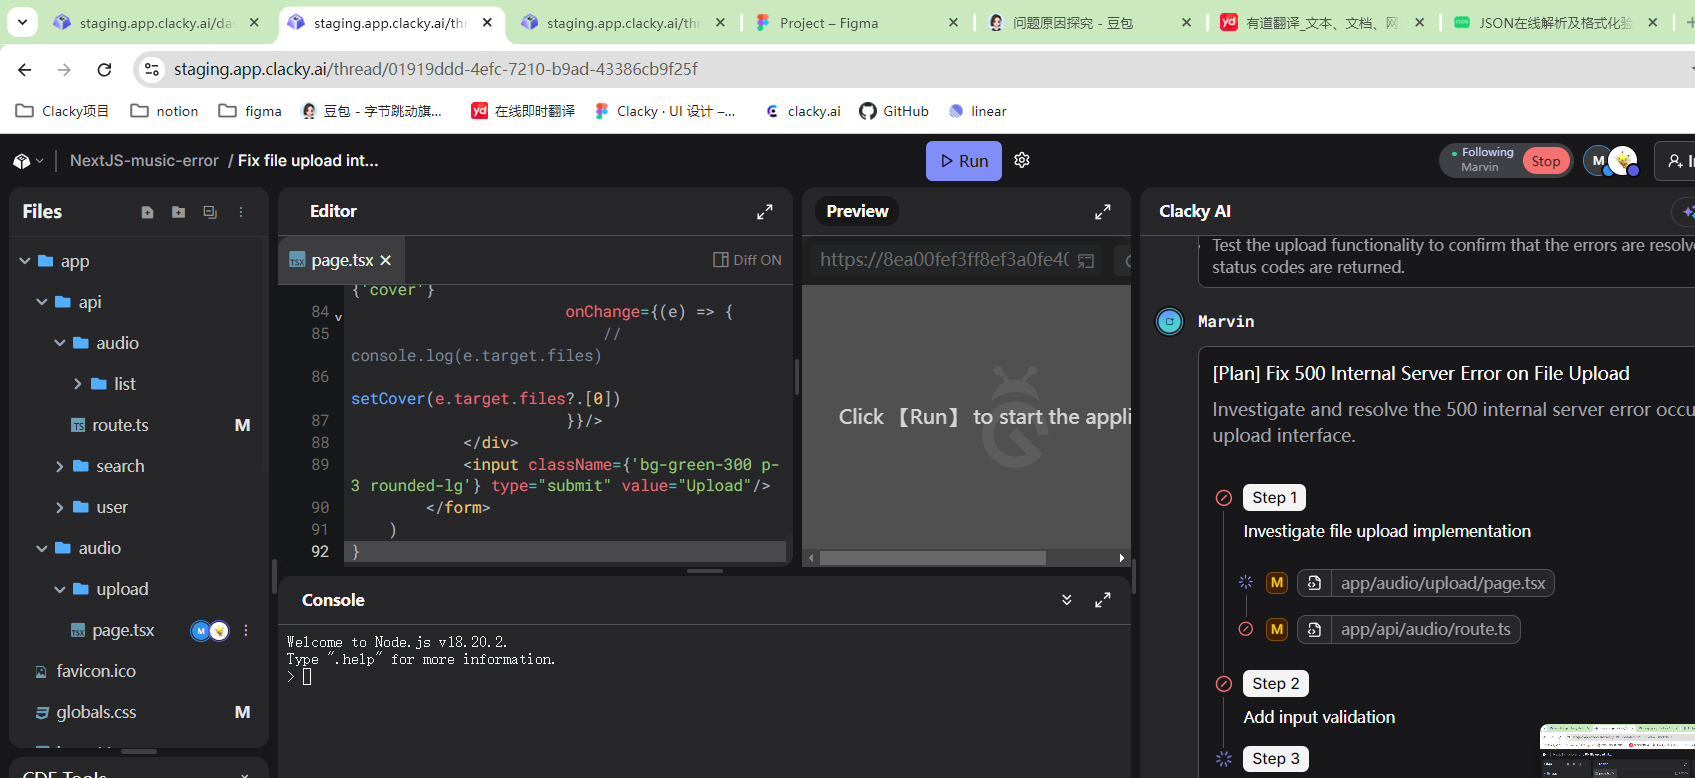 staging.app.clacky.ai/das
staging.app.clacky.ai/thr
staging.app.clacky.ai/thr
Project – Figma
问题原因探究 - 豆包
有道翻译_文本、文档、网
JSON在线解析及格式化验
staging.app.clacky.ai/thread/01919ddd-4efc-7210-b9ad-43386cb9f25f
Clacky项目
notion
figma
豆包 - 字节跳动旗...
在线即时翻译
Clacky · UI 设计 –...
clacky.ai
GitHub
linear
NextJS-music-error / Fix file upload int...
Run
Following
Marvin
Stop
M
Files
app
api
audio
list
route.ts M
search
user
audio
upload
page.tsx M
favicon.ico
globals.css M
Editor
page.tsx
Diff ON
{'cover'}
84 onChange={(e) => {
85 //
console.log(e.target.files)
86
setCover(e.target.files?.[0])
87 }}/>
88 </div>
89 <input className={'bg-green-300 p-
3 rounded-lg'} type="submit" value="Upload"/>
90 </form>
91 )
92 }
Preview
https://8ea00fef3ff8ef3a0fe40
Click 【Run】 to start the appli
Console
Welcome to Node.js v18.20.2.
Type ".help" for more information.
>
Clacky AI
Test the upload functionality to confirm that the errors are resolve
status codes are returned.
Marvin
[Plan] Fix 500 Internal Server Error on File Upload
Investigate and resolve the 500 internal server error occu
upload interface.
Step 1
Investigate file upload implementation
M app/audio/upload/page.tsx
M app/api/audio/route.ts
Step 2
Add input validation
Step 3